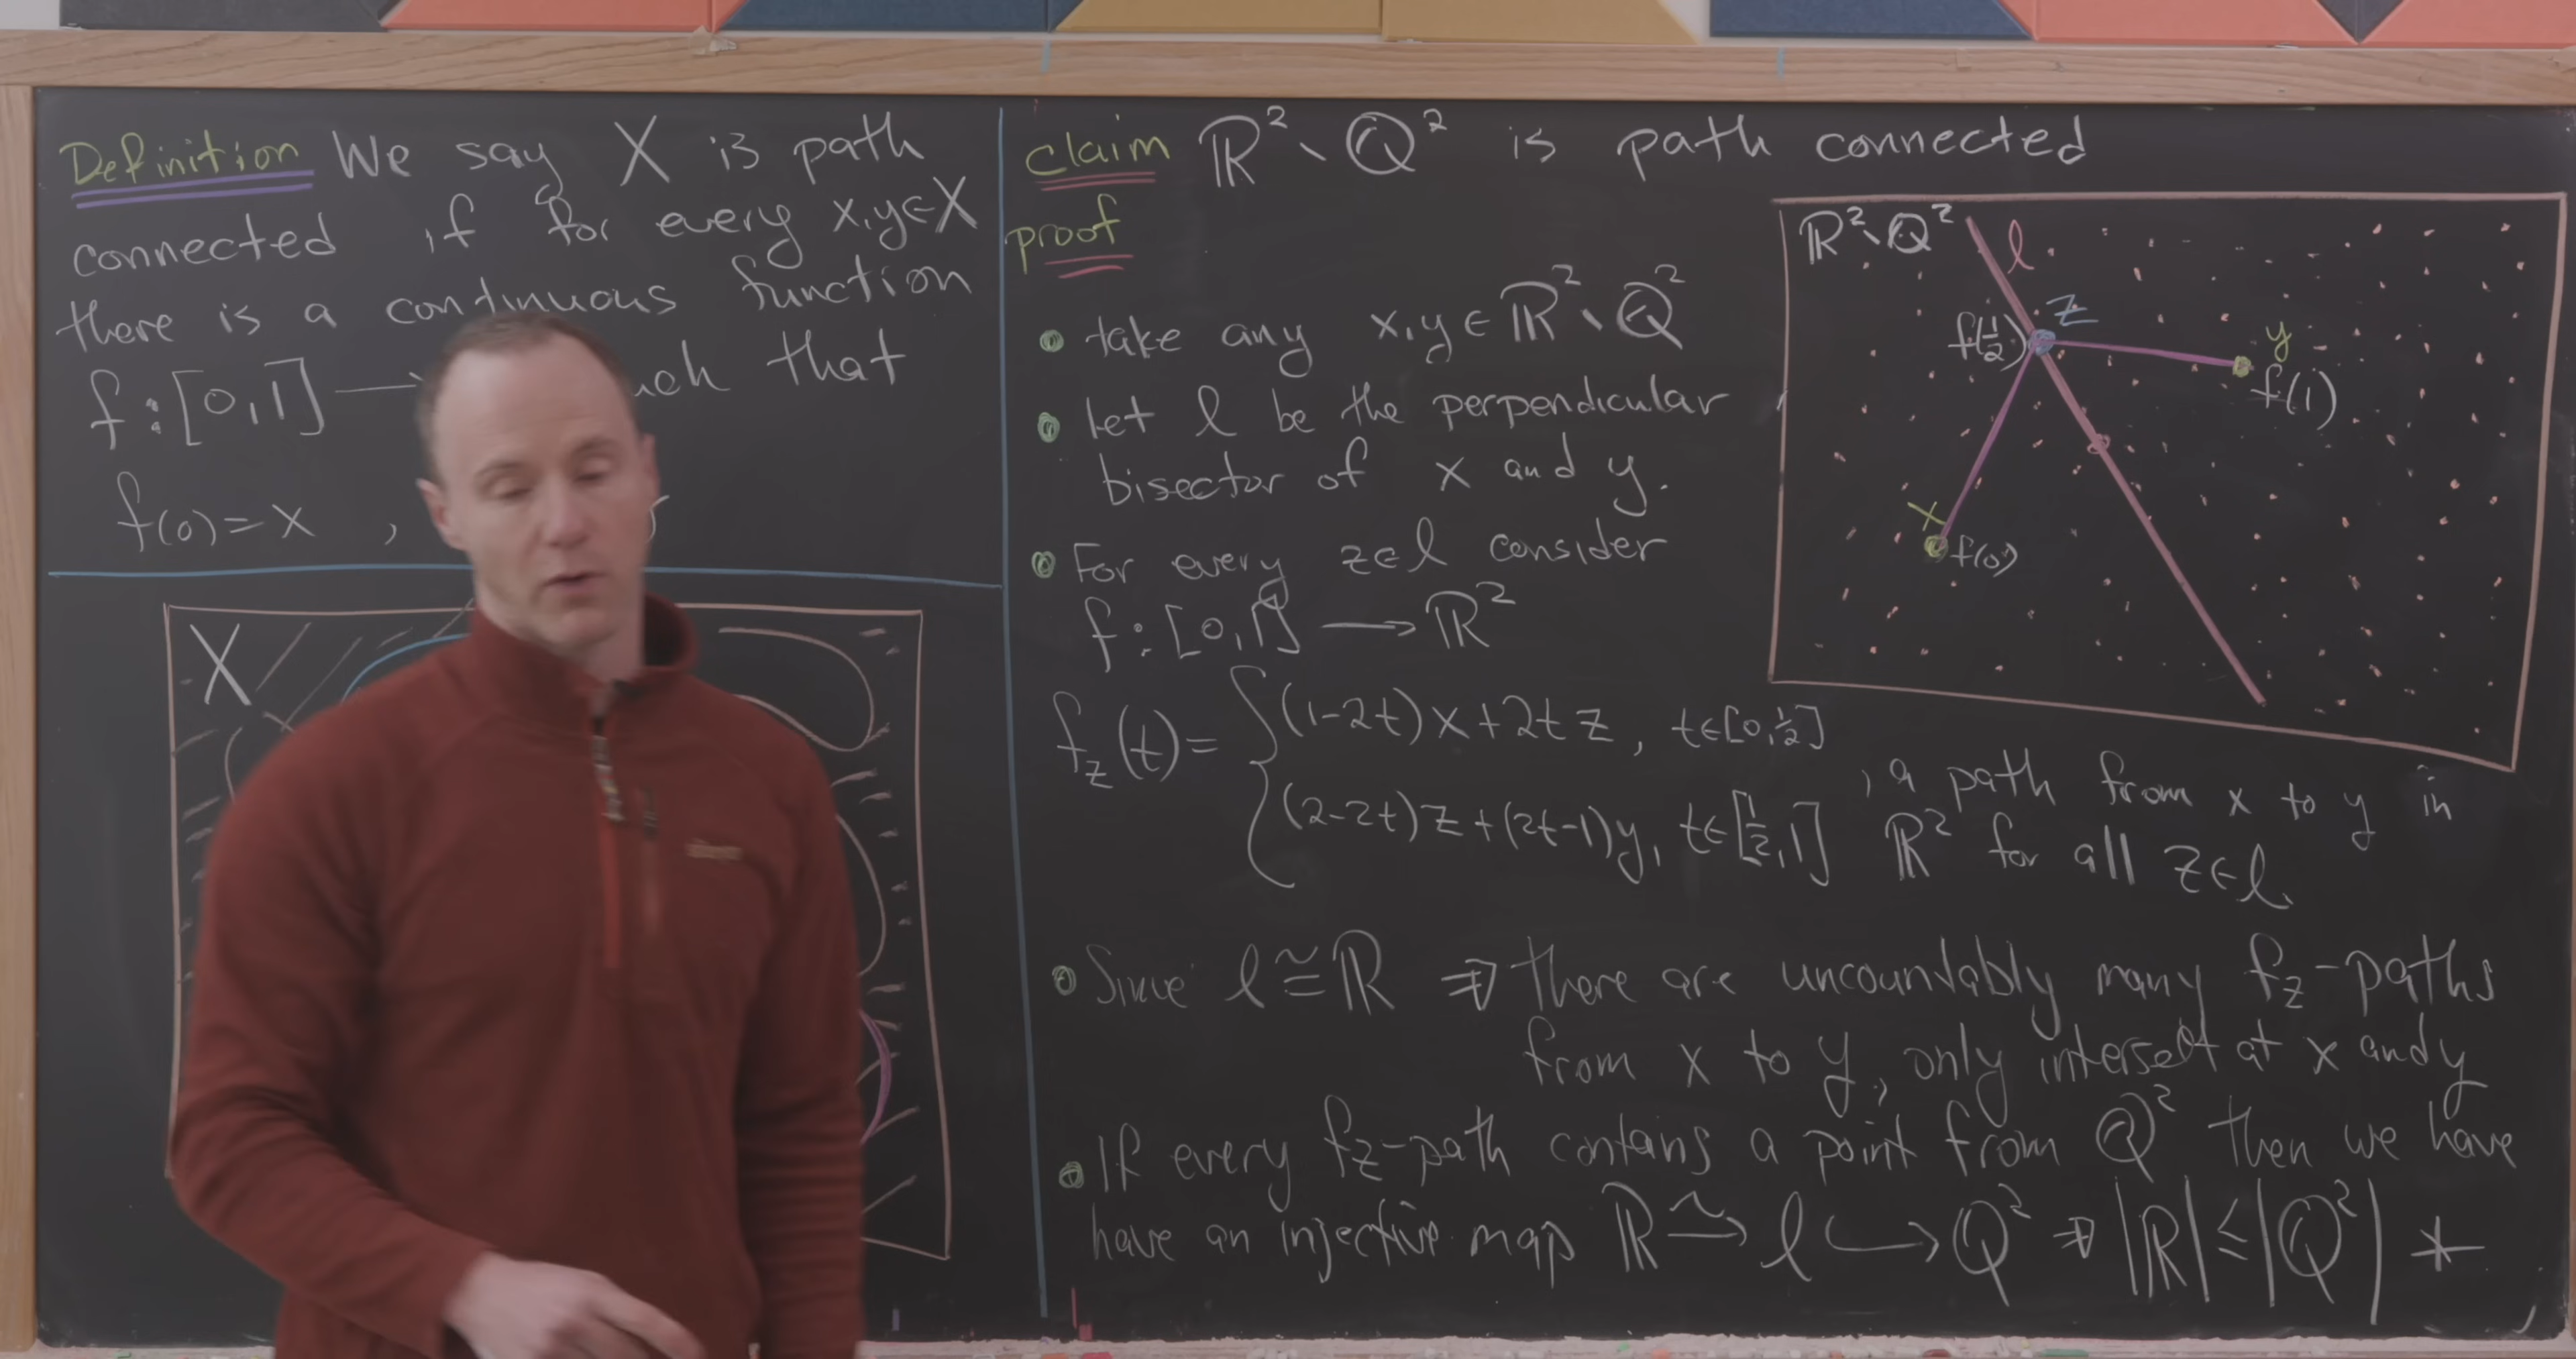 Definition We say X is path
connected if for every x,y∈X
there is a continuous function
f:[0,1]⟶ such that
f(0)=x ,
X
claim ℝ²∖ℚ² is path connected
proof
• take any x,y∈ℝ²∖ℚ²
• Let l be the perpendicular
bisector of x and y.
• For every z∈l consider
f:[0,1]⟶ℝ²
f_z(t)={(1-2t)x+2tz, t∈[0,½]
(2-2t)z+(2t-1)y, t∈[½,1]
, a path from x to y in
ℝ² for all z∈l.
• Since l≅ℝ ⇒ there are uncountably many f_z-paths
from x to y, only intersect at x and y
• If every f_z-path contans a point from ℚ² then we have
have an injective map ℝ ⥲ l ↪ ℚ² ⇒ |ℝ|≤|ℚ²| *
ℝ²∖ℚ²
l
z
f(½)
y
f(1)
x
f(0)